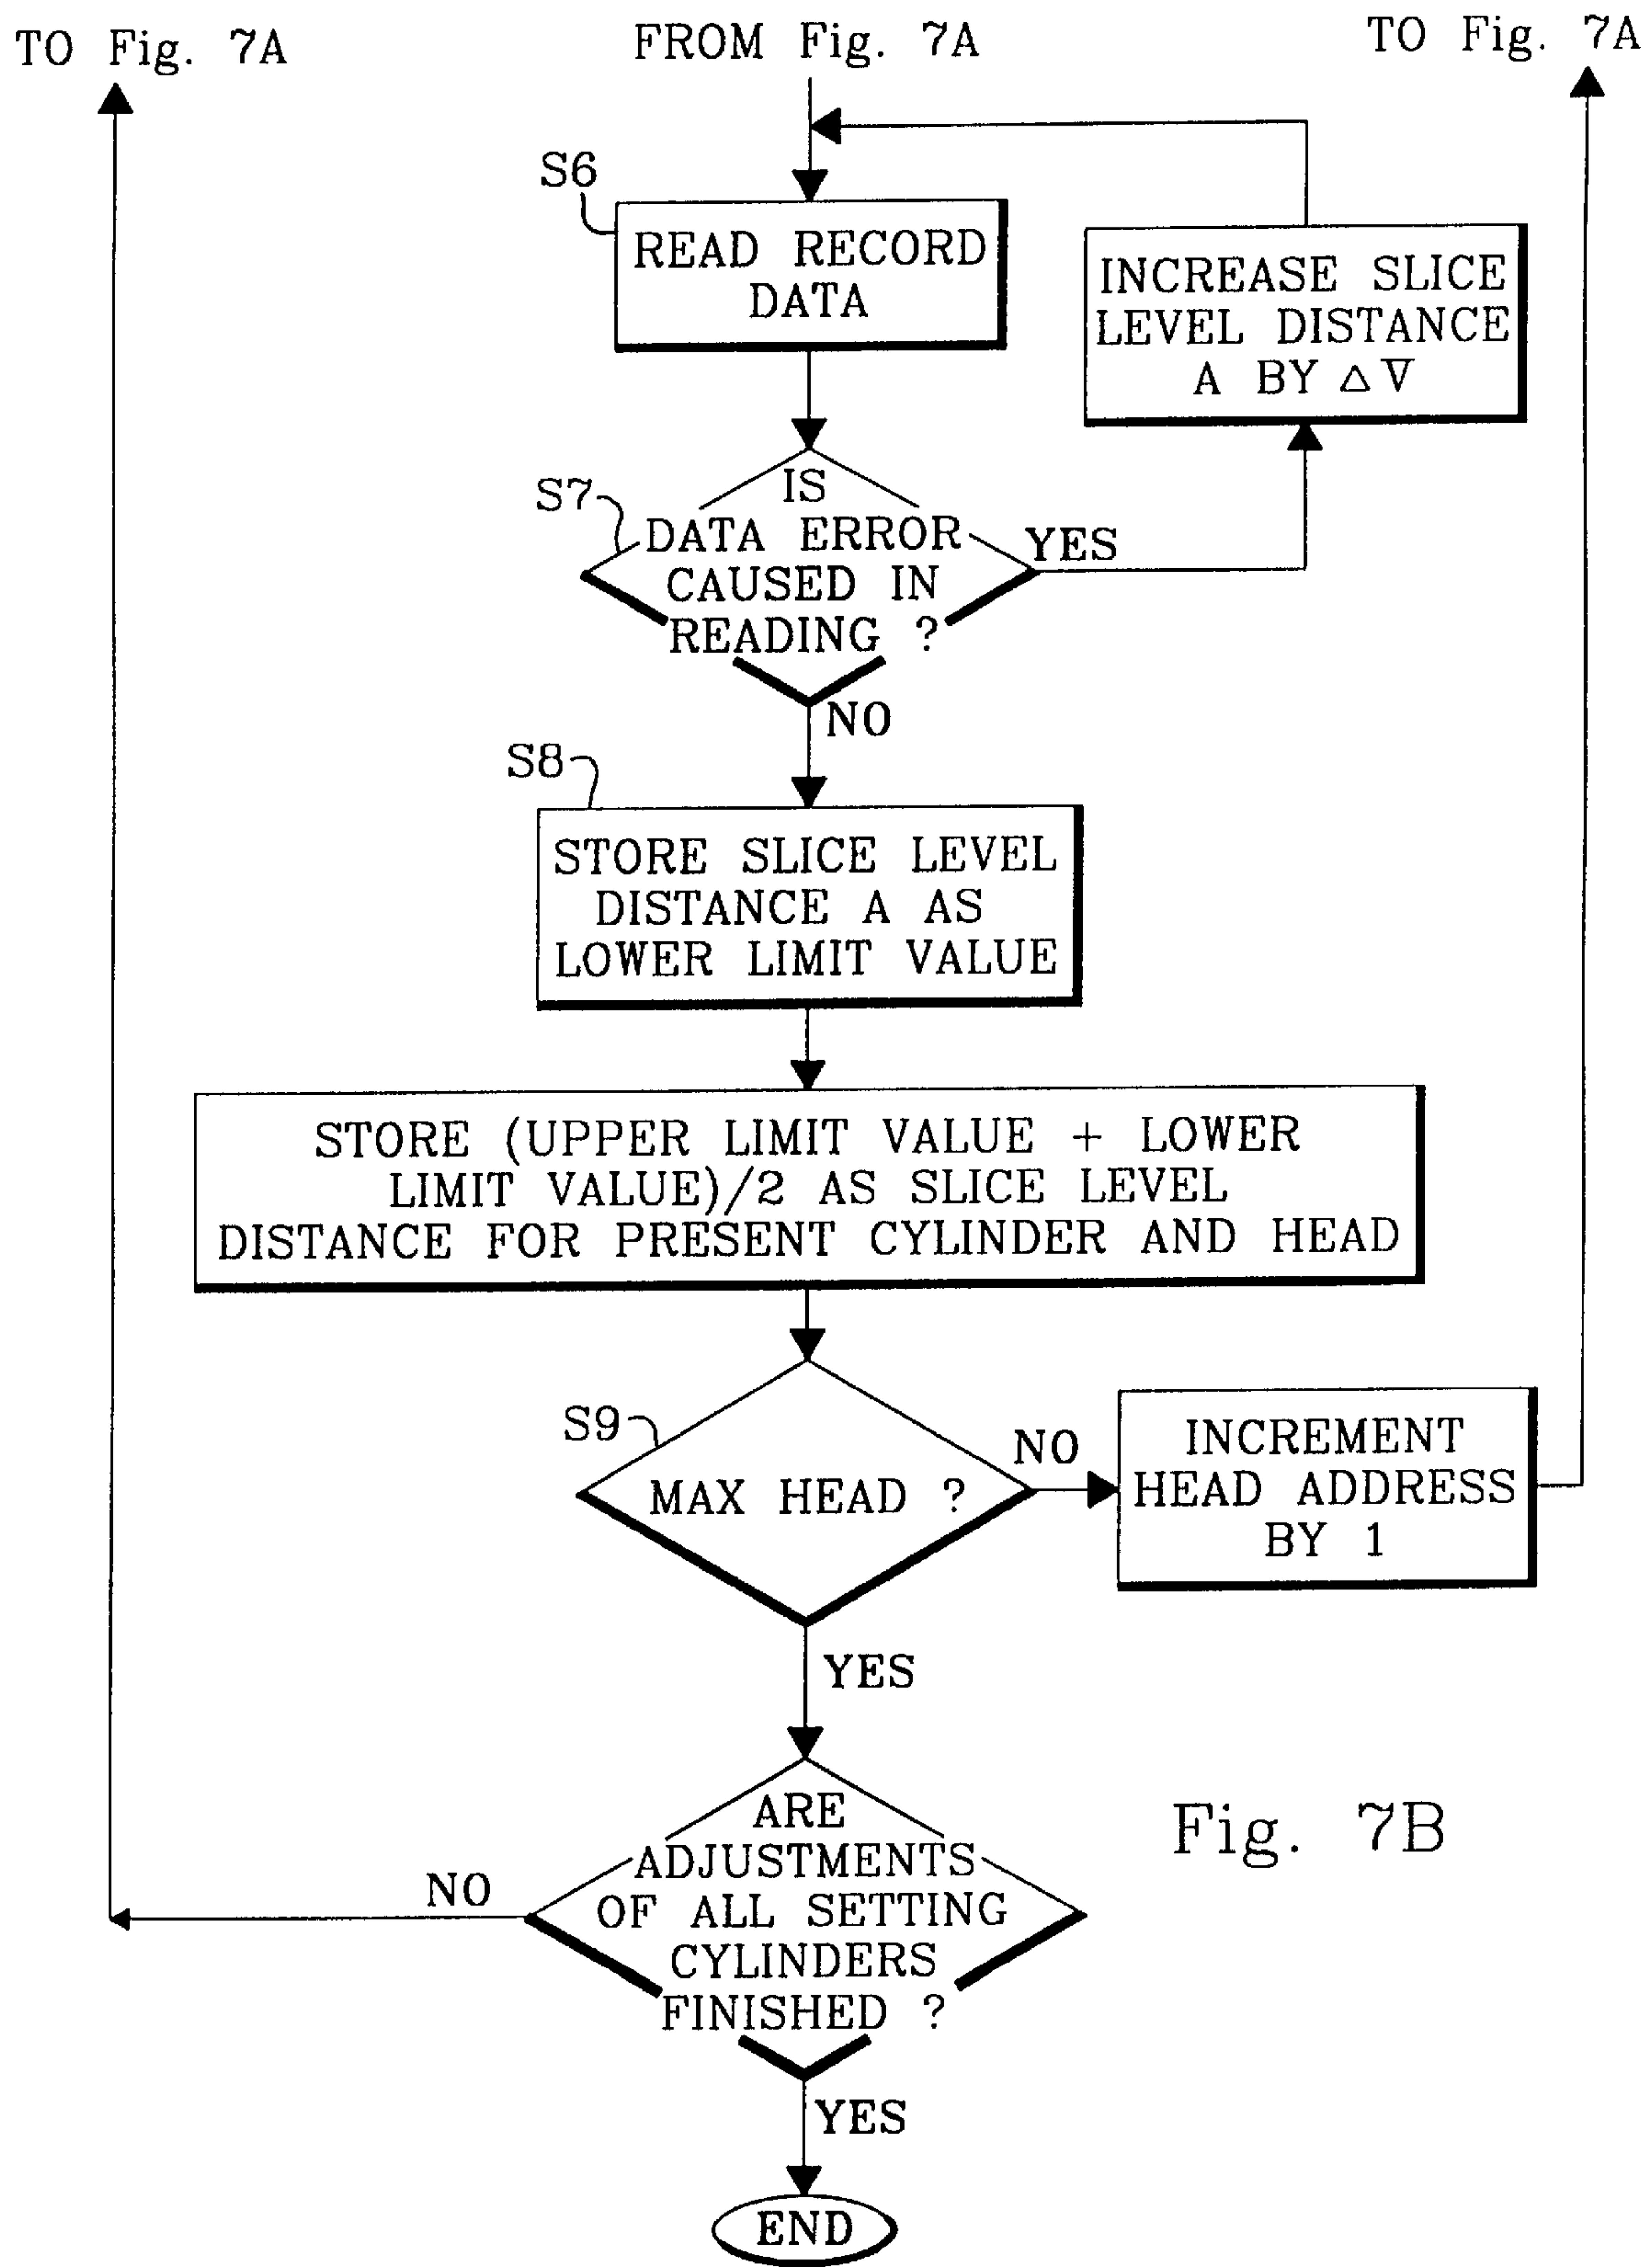 TO Fig. 7A
FROM Fig. 7A
TO Fig. 7A
S6
READ RECORD
DATA
INCREASE SLICE
LEVEL DISTANCE
A BY △V
S7
IS
DATA ERROR
CAUSED IN
READING ?
YES
NO
S8
STORE SLICE LEVEL
DISTANCE A AS
LOWER LIMIT VALUE
STORE (UPPER LIMIT VALUE + LOWER
LIMIT VALUE)/2 AS SLICE LEVEL
DISTANCE FOR PRESENT CYLINDER AND HEAD
S9
MAX HEAD ?
NO
INCREMENT
HEAD ADDRESS
BY 1
YES
ARE
ADJUSTMENTS
OF ALL SETTING
CYLINDERS
FINISHED ?
NO
Fig. 7B
YES
END